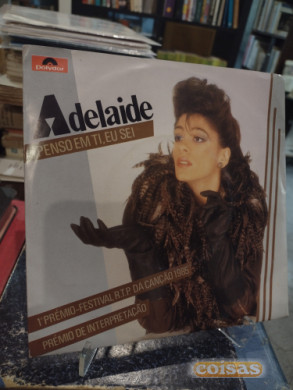 Polydor
Adelaide
PENSO EM TI, EU SEI
1º PRÉMIO-FESTIVAL R.T.P. DA CANÇÃO 1985
PRÉMIO DE INTERPRETAÇÃO
coisas